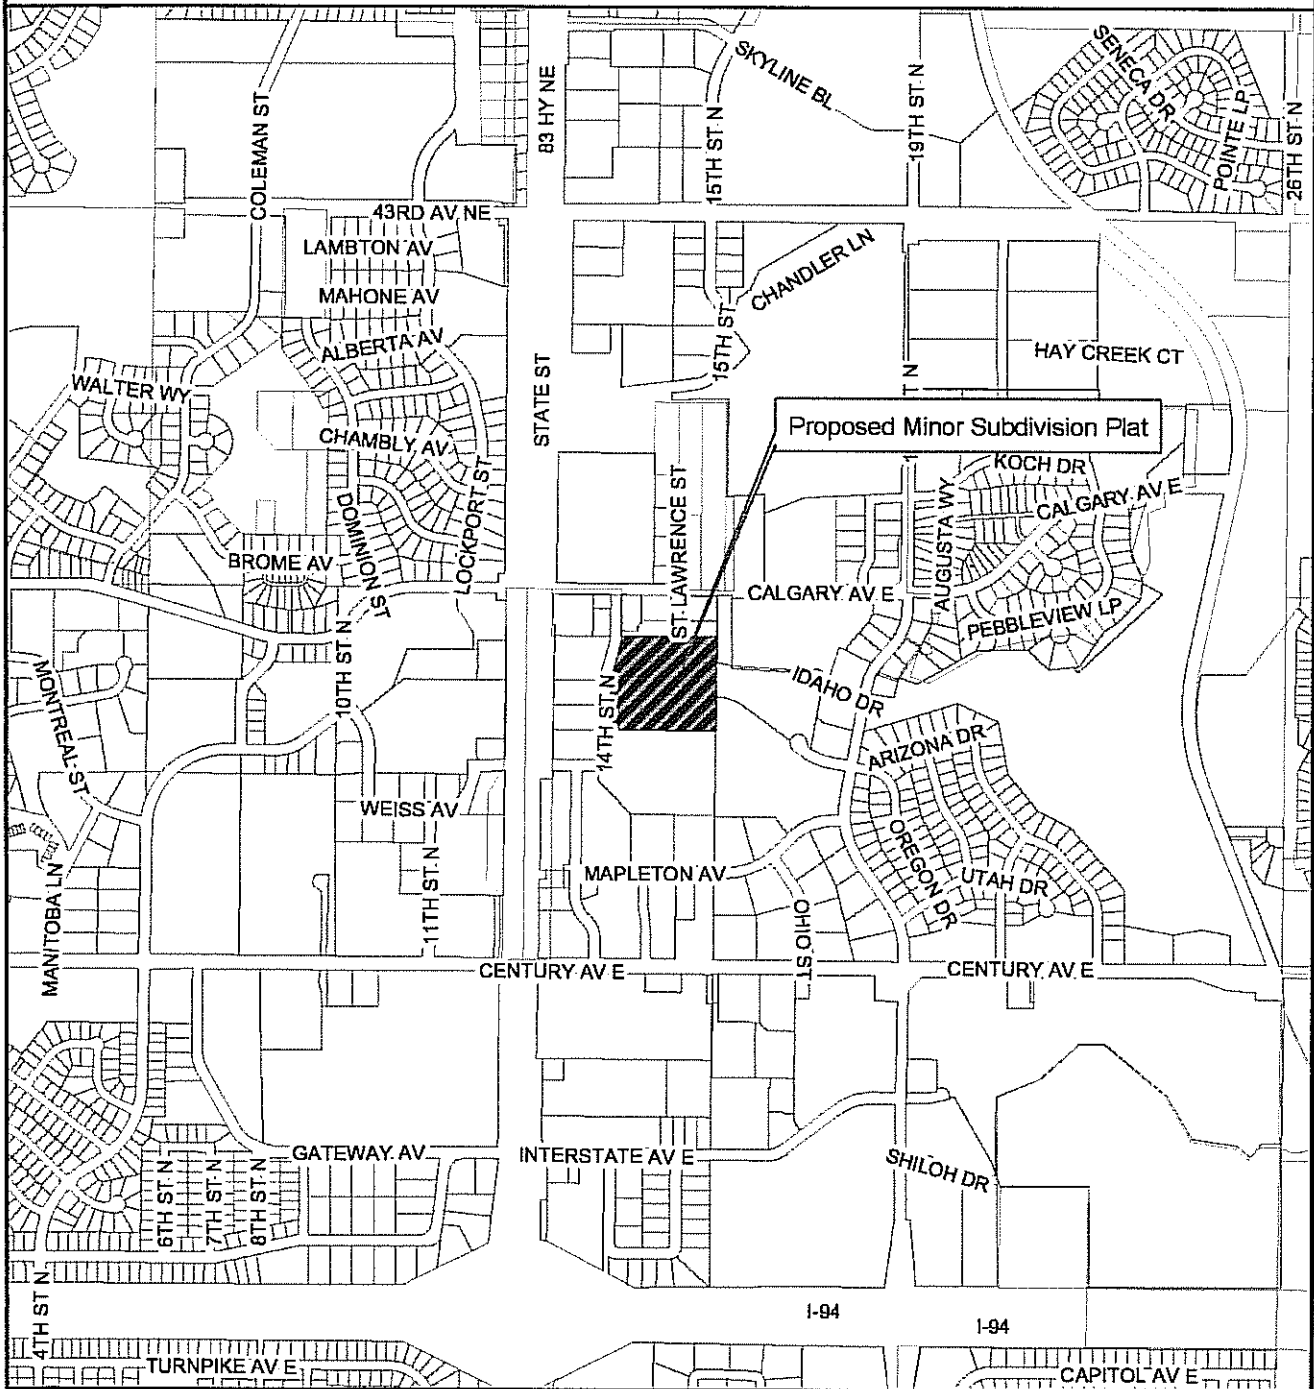 SKYLINE BL
SENECA DR
83 HY NE
15TH ST N
19TH ST N
COLEMAN ST
POINTE LP
26TH ST N
43RD AV NE
LAMBTON AV
CHANDLER LN
MAHONE AV
ALBERTA AV
15TH ST
HAY CREEK CT
WALTER WY
STATE ST
T N
Proposed Minor Subdivision Plat
CHAMBLY AV
KOCH DR
ST. LAWRENCE ST
LOCKPORT ST
DOMINION ST
CALGARY AV E
AUGUSTA WY
BROME AV
CALGARY AV E
PEBBLEVIEW LP
MONTREAL ST
10TH ST N
14TH ST N
IDAHO DR
ARIZONA DR
WEISS AV
OREGON DR
MAPLETON AV
UTAH DR
MANITOBA LN
11TH ST N
OHIO ST
CENTURY AV E
CENTURY AV E
GATEWAY AV
INTERSTATE AV E
SHILOH DR
6TH ST N
7TH ST N
8TH ST N
4TH ST N
I-94
I-94
TURNPIKE AV E
CAPITOL AV E